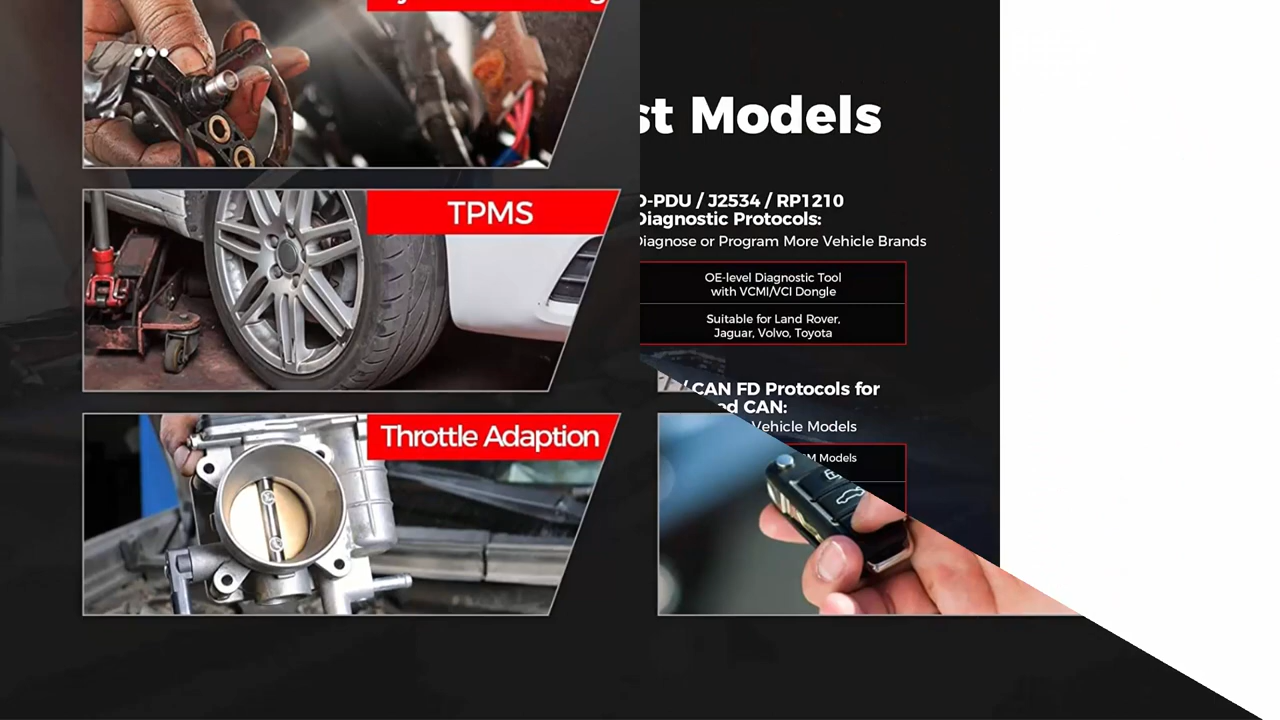 st Models
D-PDU / J2534 / RP1210
Diagnostic Protocols:
Diagnose or Program More Vehicle Brands
TPMS
OE-level Diagnostic Tool
with VCMI/VCI Dongle
Suitable for Land Rover,
Jaguar, Volvo, Toyota
/ CAN FD Protocols for
ed CAN:
Vehicle Models
Throttle Adaption
M Models